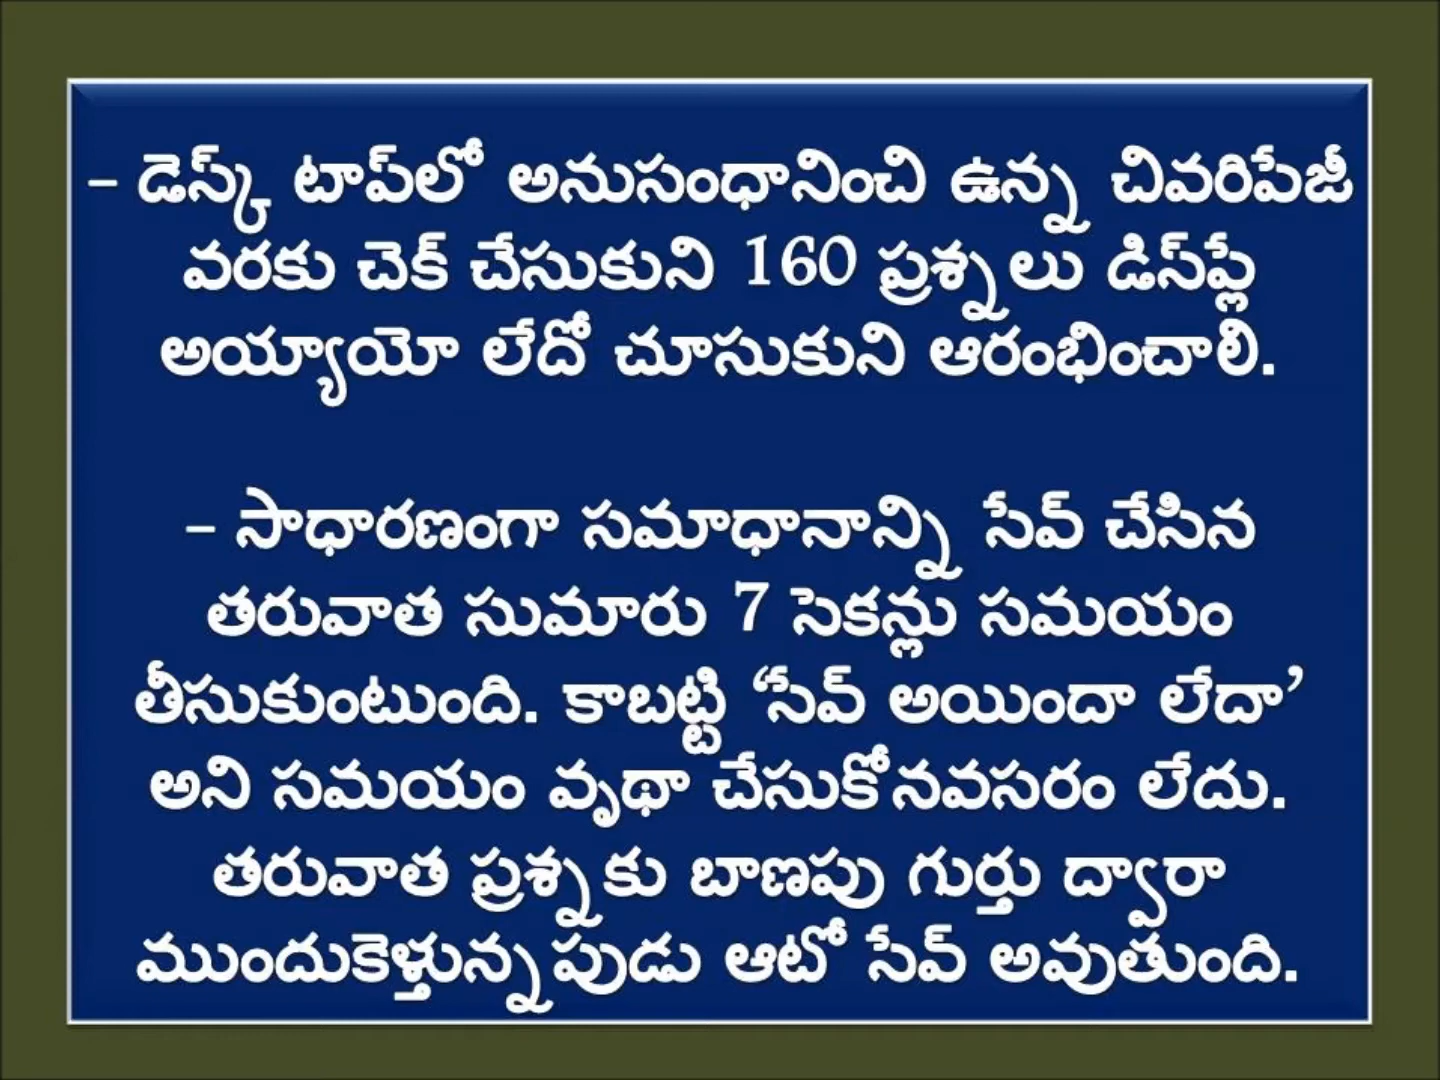 - డెస్క్ టాప్‌లో అనుసంధానించి ఉన్న చివరిపేజీ
వరకు చెక్ చేసుకుని 160 ప్రశ్నలు డిస్‌ప్లే
అయ్యాయో లేదో చూసుకుని ఆరంభించాలి.
- సాధారణంగా సమాధానాన్ని సేవ్ చేసిన
తరువాత సుమారు 7 సెకన్లు సమయం
తీసుకుంటుంది. కాబట్టి ‘సేవ్ అయిందా లేదా’
అని సమయం వృథా చేసుకోనవసరం లేదు.
తరువాత ప్రశ్నకు బాణపు గుర్తు ద్వారా
ముందుకెళ్తున్నపుడు ఆటో సేవ్ అవుతుంది.